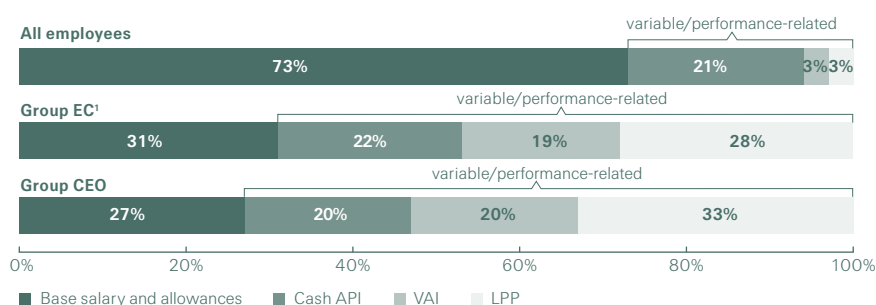 variable/performance-related
All employees
73% 21% 3% 3%
variable/performance-related
Group EC¹
31% 22% 19% 28%
variable/performance-related
Group CEO
27% 20% 20% 33%
0% 20% 40% 60% 80% 100%
Base salary and allowances Cash API VAI LPP